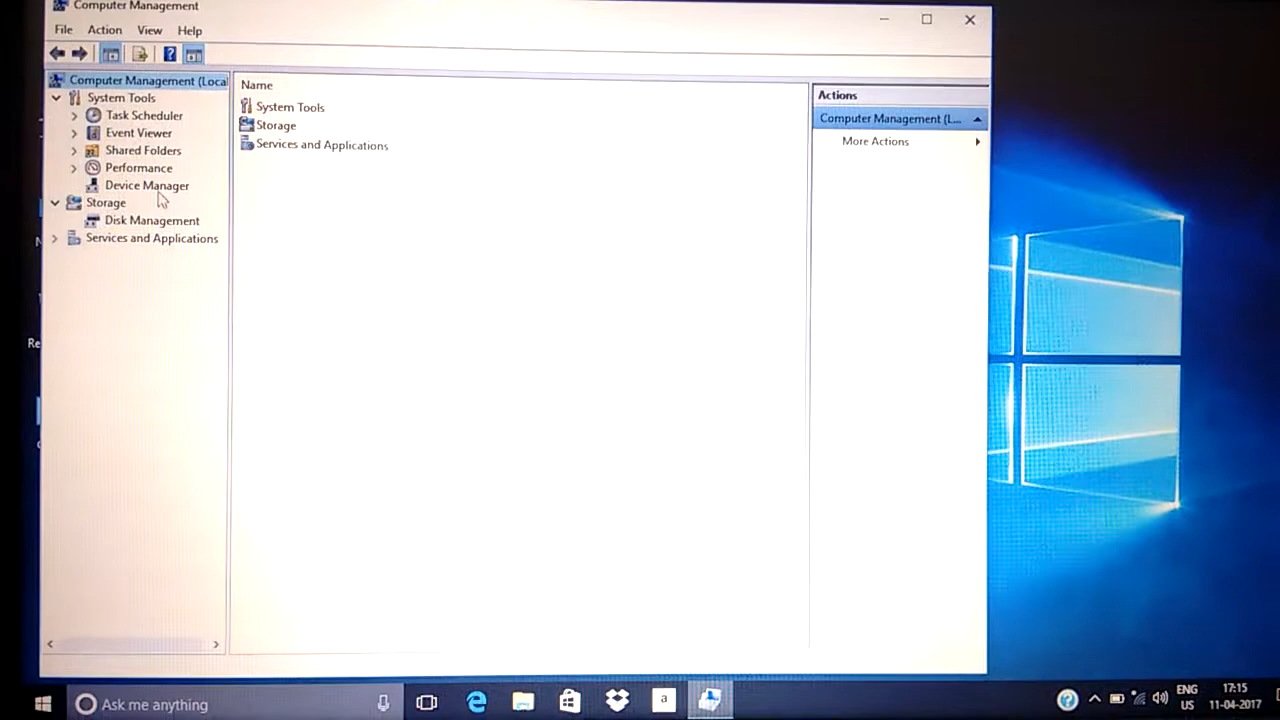 Computer Management
File Action View Help
Computer Management (Loca
System Tools
Task Scheduler
Event Viewer
Shared Folders
Performance
Device Manager
Storage
Disk Management
Services and Applications
Name
System Tools
Storage
Services and Applications
Actions
Computer Management (L...
More Actions
Re
Ask me anything
a
ENG
US
17:15
11-04-2017